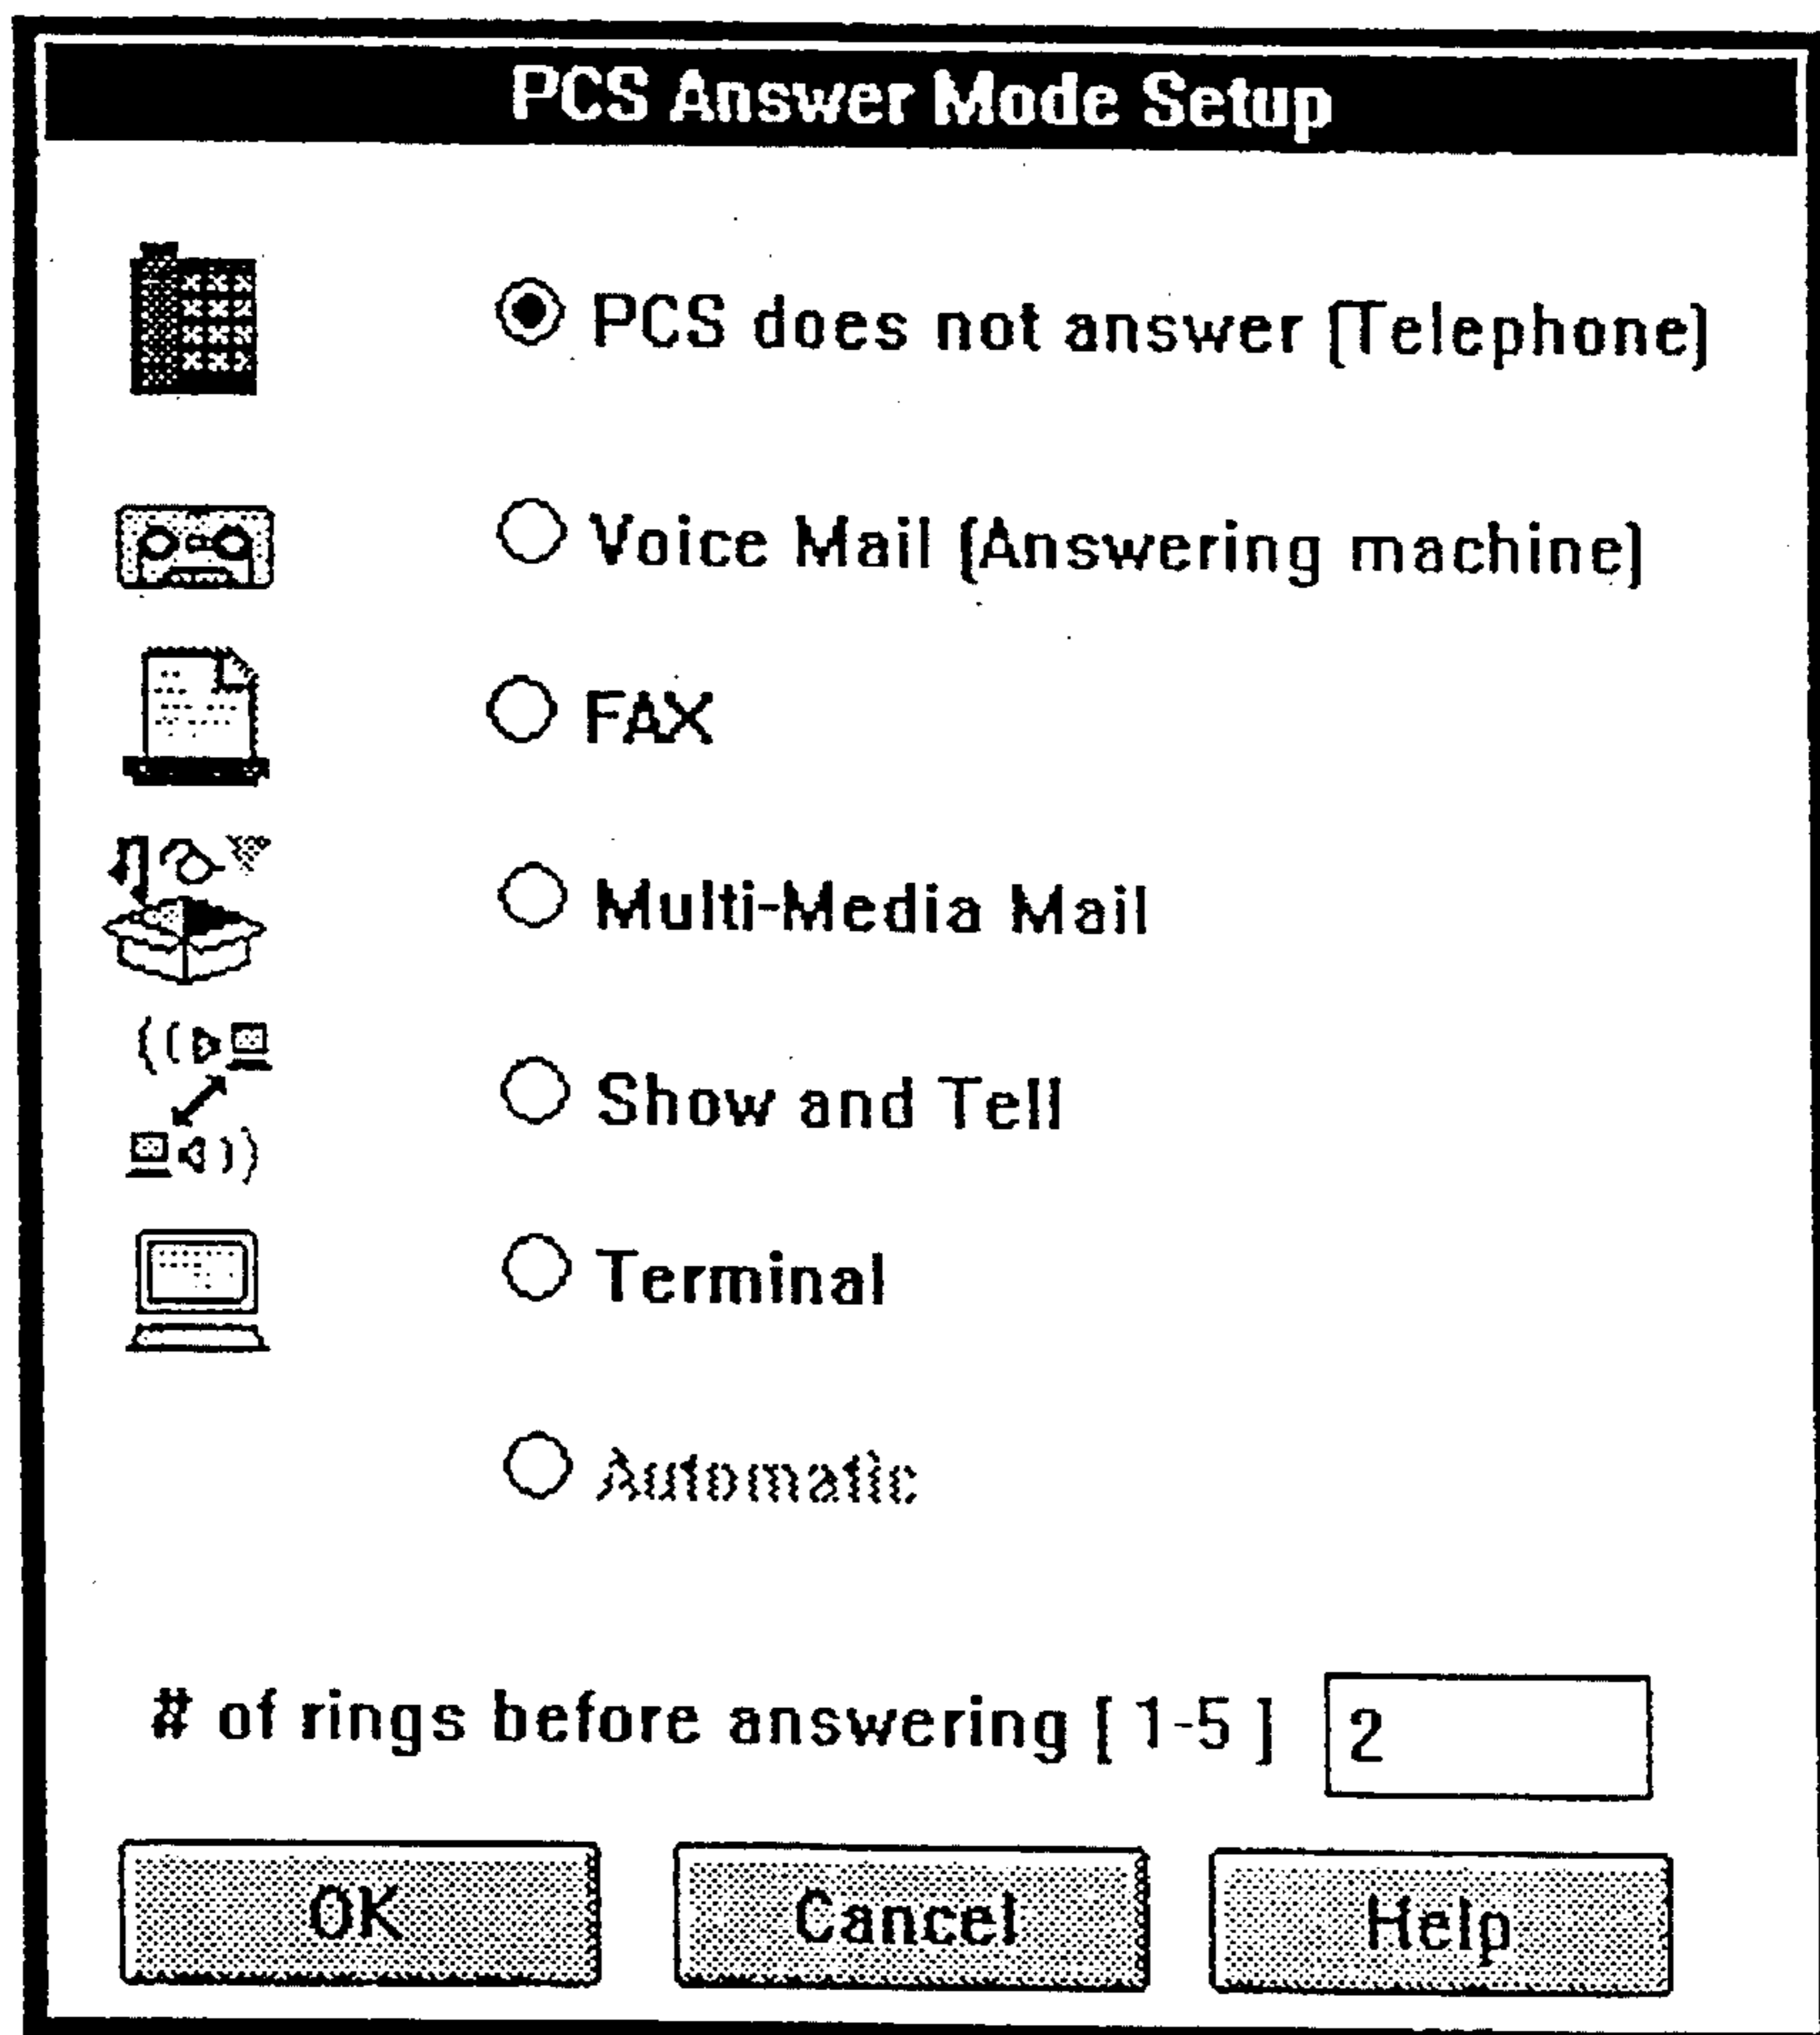 PCS Answer Mode Setup
PCS does not answer (Telephone)
Voice Mail (Answering machine)
FAX
Multi-Media Mail
Show and Tell
Terminal
Automatic
# of rings before answering [ 1-5 ] 2
OK Cancel Help